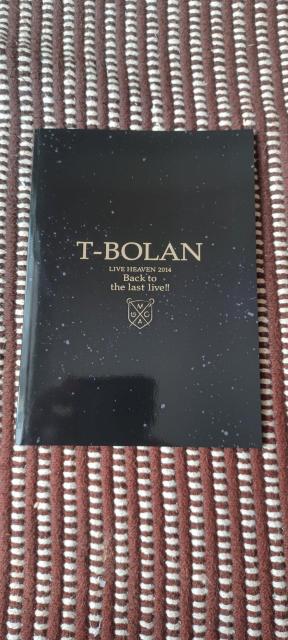 T-BOLAN
LIVE HEAVEN 2014
Back to
the last live!!